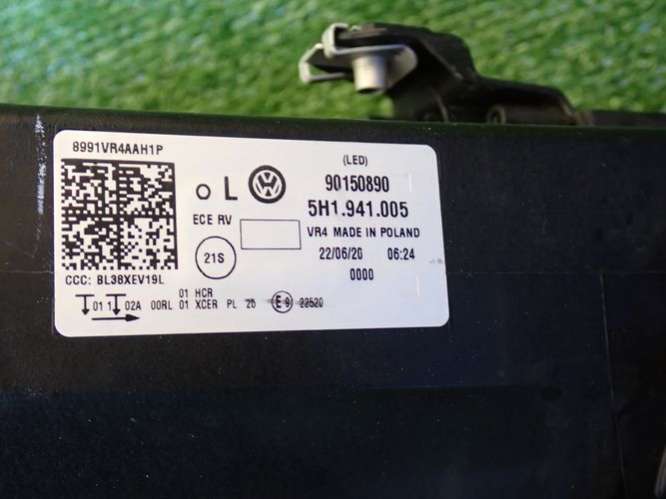 8991VR4AAH1P
(LED)
L
90150890
5H1.941.005
ECE RV
VR4 MADE IN POLAND
21S
22/06/20 06:24
0000
CCC: BL38XEV19L
01 HCR
01 1 02A 00RL 01 XCER PL 20 E 9 22520